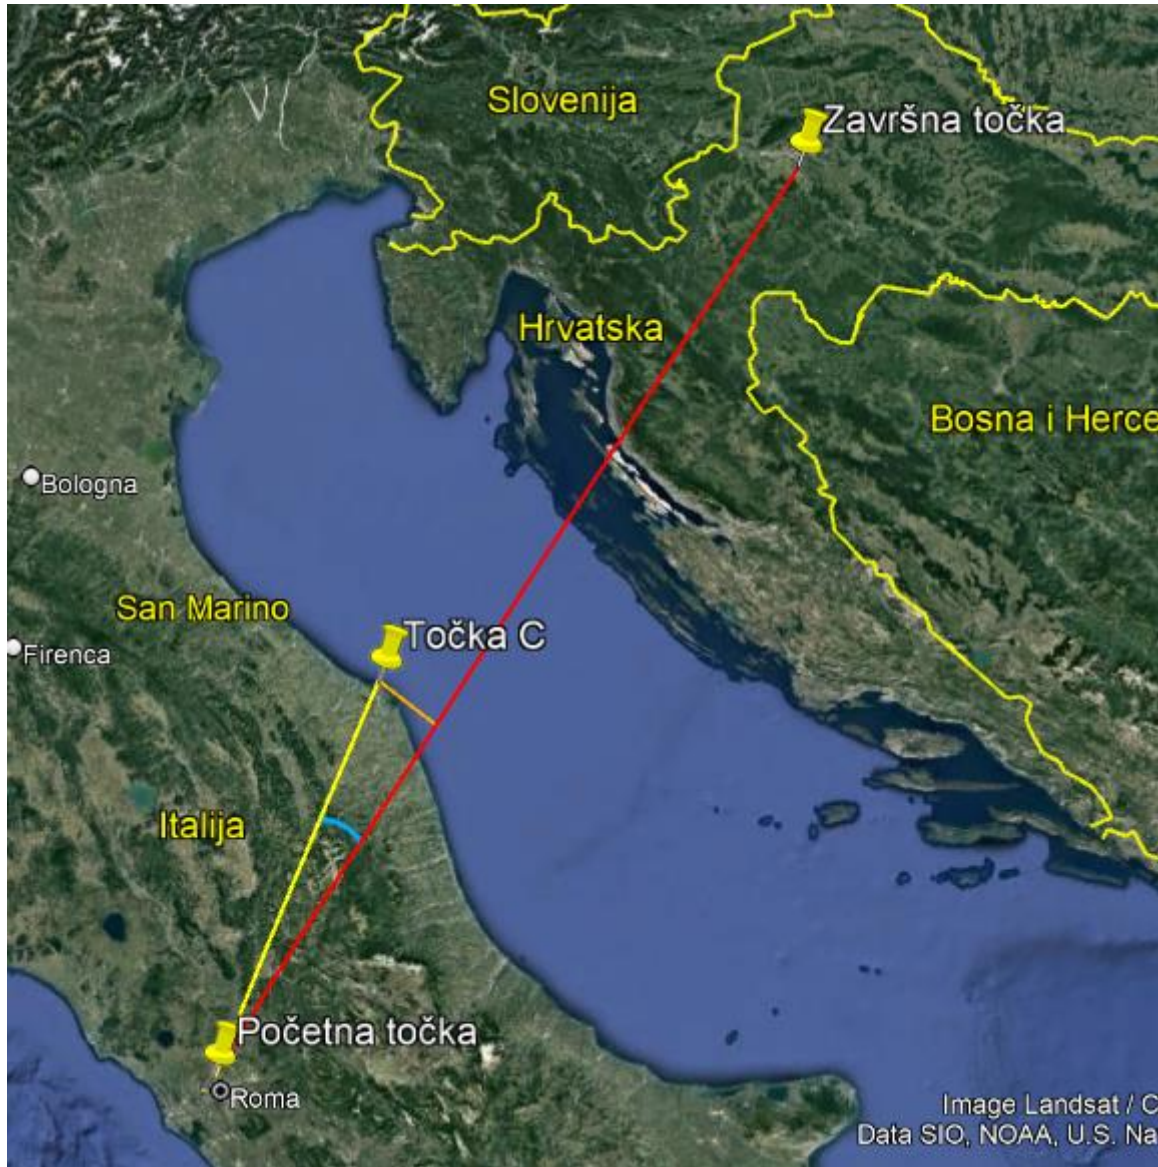 Slovenija
Završna točka
Hrvatska
Bosna i Herce
Bologna
San Marino
Firenca
Točka C
Italija
Početna točka
Roma
Image Landsat / C
Data SIO, NOAA, U.S. Na